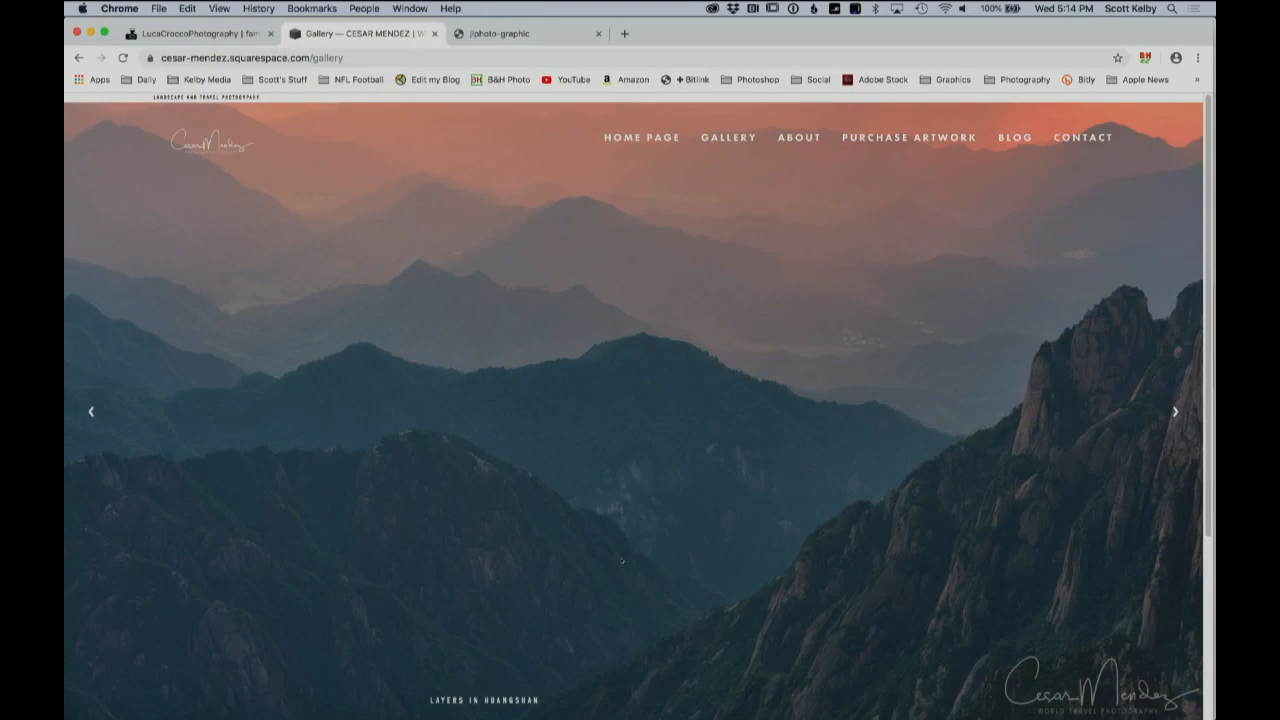 Chrome File Edit View History Bookmarks People Window Help 100% Wed 5:14 PM Scott Kelby
LucaCroccoPhotography | fam Gallery — CESAR MENDEZ | W jlphoto-graphic
cesar-mendez.squarespace.com/gallery
Apps Daily Kelby Media Scott's Stuff NFL Football Edit my Blog B&H Photo YouTube Amazon Bitlink Photoshop Social Adobe Stock Graphics Photography Bitly Apple News »
LANDSCAPE AND TRAVEL PHOTOGRAPHY
Cesar Mendez HOME PAGE GALLERY ABOUT PURCHASE ARTWORK BLOG CONTACT
LAYERS IN HUANGSHAN
Cesar Mendez
WORLD TRAVEL PHOTOGRAPHY